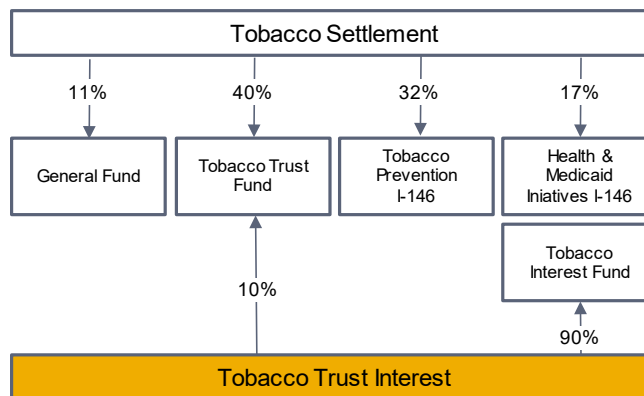 Tobacco Settlement
11%
40%
32%
17%
General Fund
Tobacco Trust
Fund
Tobacco
Prevention
I-146
Health &
Medicaid
Iniatives I-146
Tobacco
Interest Fund
10%
90%
Tobacco Trust Interest